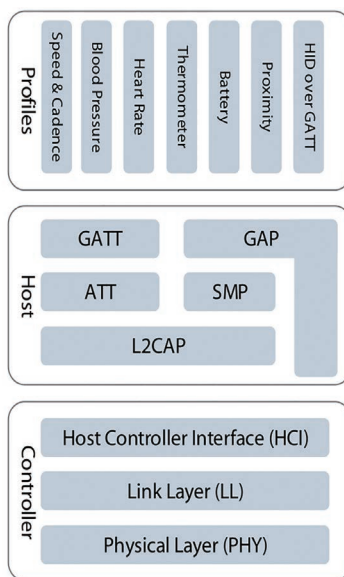 Profiles
Speed & Cadence
Blood Pressure
Heart Rate
Thermometer
Battery
Proximity
HID over GATT
Host
GATT
GAP
ATT
SMP
L2CAP
Controller
Host Controller Interface (HCI)
Link Layer (LL)
Physical Layer (PHY)